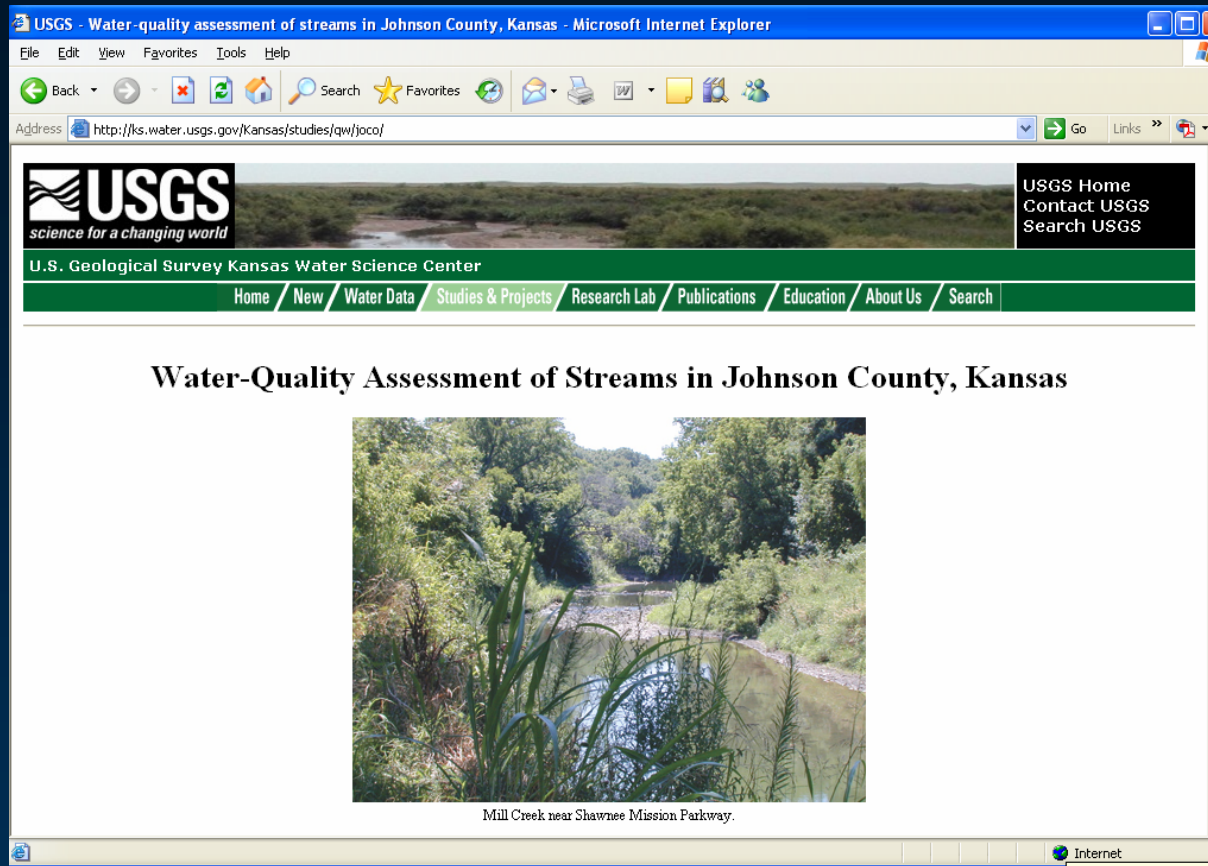 USGS - Water-quality assessment of streams in Johnson County, Kansas - Microsoft Internet Explorer
File Edit View Favorites Tools Help
Back Search Favorites
Address http://ks.water.usgs.gov/Kansas/studies/qw/joco/ Go Links »
USGS
science for a changing world
USGS Home
Contact USGS
Search USGS
U.S. Geological Survey Kansas Water Science Center
Home / New / Water Data / Studies & Projects / Research Lab / Publications / Education / About Us / Search
Water-Quality Assessment of Streams in Johnson County, Kansas
Mill Creek near Shawnee Mission Parkway.
Internet